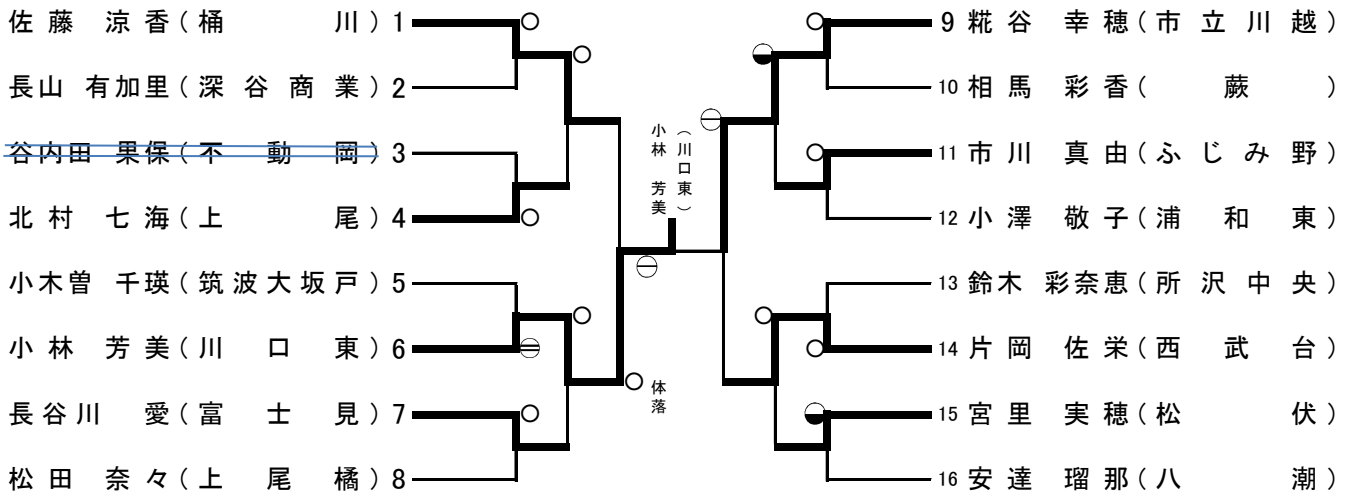 佐藤 涼香(桶 川) 1
長山 有加里(深谷商業) 2
谷内田 果保(不動岡) 3
北村 七海(上 尾) 4
小木曽 千瑛(筑波大坂戸) 5
小林 芳美(川口東) 6
長谷川 愛(富士見) 7
松田 奈々(上尾橘) 8
小林 芳美
(川口東)
体落
9 糀谷 幸穂(市立川越)
10 相馬 彩香(蕨)
11 市川 真由(ふじみ野)
12 小澤 敬子(浦和東)
13 鈴木 彩奈恵(所沢中央)
14 片岡 佐栄(西武台)
15 宮里 実穂(松 伏)
16 安達 瑠那(八 潮)